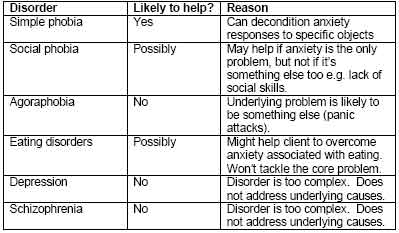 Disorder Likely to help? Reason
Simple phobia Yes Can decondition anxiety
responses to specific objects
Social phobia Possibly May help if anxiety is the only
problem, but not if it's
something else too e.g. lack of
social skills.
Agoraphobia No Underlying problem is likely to
be something else (panic
attacks).
Eating disorders Possibly Might help client to overcome
anxiety associated with eating.
Won't tackle the core problem.
Depression No Disorder is too complex. Does
not address underlying causes.
Schizophrenia No Disorder is too complex. Does
not address underlying causes.